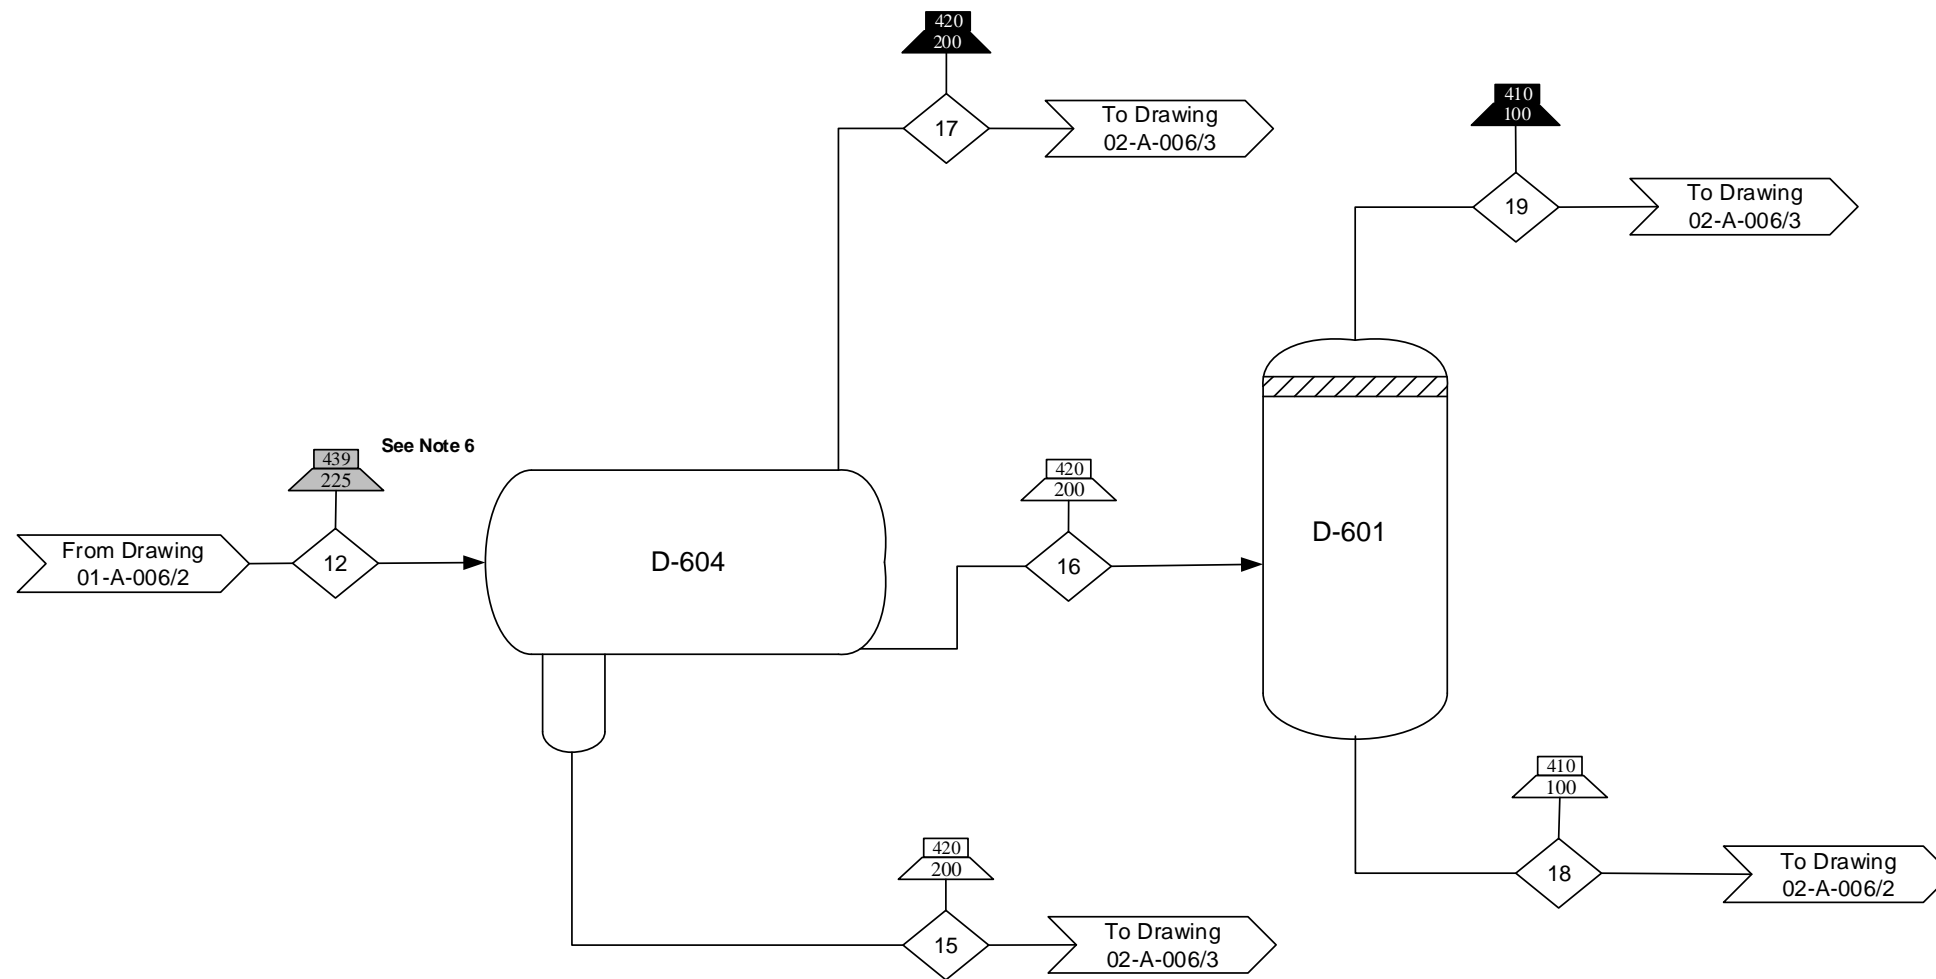 420
200
17
To Drawing
02-A-006/3
410
100
19
To Drawing
02-A-006/3
439
225
See Note 6
12
From Drawing
01-A-006/2
D-604
420
200
16
D-601
420
200
15
To Drawing
02-A-006/3
410
100
18
To Drawing
02-A-006/2